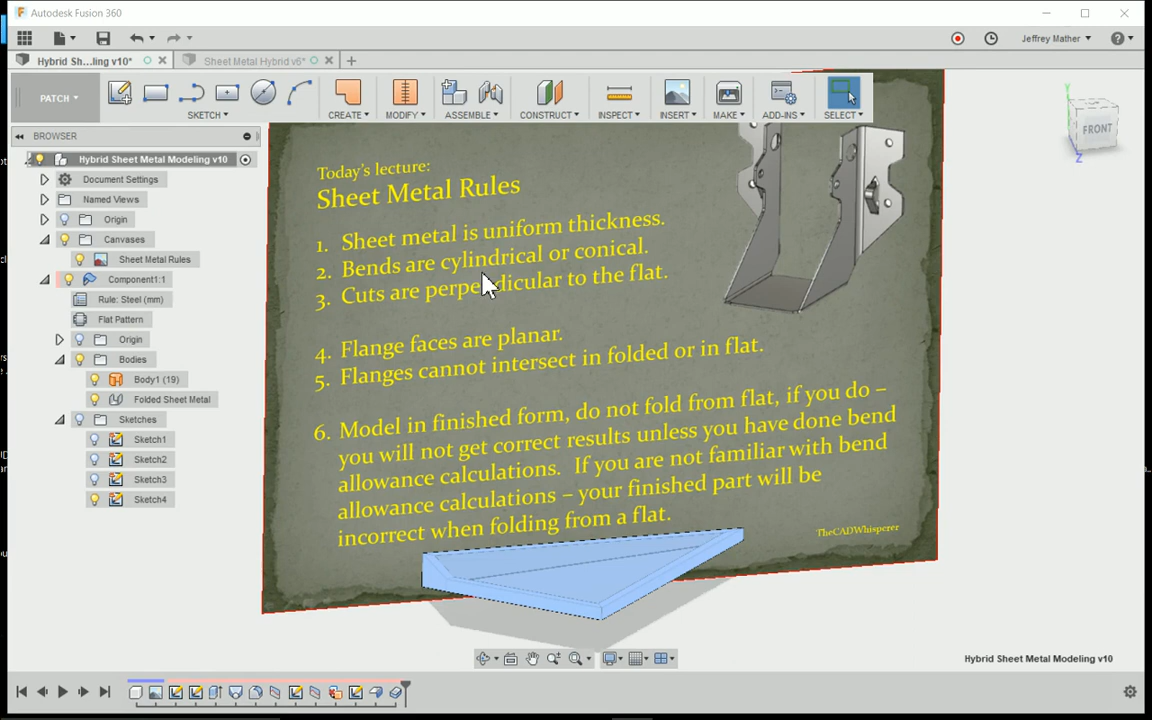 Autodesk Fusion 360
Jeffrey Mather
Hybrid Sh...ling v10*
Sheet Metal Hybrid v6*
PATCH
SKETCH
CREATE
MODIFY
ASSEMBLE
CONSTRUCT
INSPECT
INSERT
MAKE
ADD-INS
SELECT
BROWSER
Hybrid Sheet Metal Modeling v10
Document Settings
Named Views
Origin
Canvases
Sheet Metal Rules
Component1:1
Rule: Steel (mm)
Flat Pattern
Origin
Bodies
Body1 (19)
Folded Sheet Metal
Sketches
Sketch1
Sketch2
Sketch3
Sketch4
Today's lecture:
Sheet Metal Rules
1. Sheet metal is uniform thickness.
2. Bends are cylindrical or conical.
3. Cuts are perpendicular to the flat.
4. Flange faces are planar.
5. Flanges cannot intersect in folded or in flat.
6. Model in finished form, do not fold from flat, if you do –
you will not get correct results unless you have done bend
allowance calculations. If you are not familiar with bend
allowance calculations – your finished part will be
incorrect when folding from a flat.
TheCADWhisperer
FRONT
Y
Z
Hybrid Sheet Metal Modeling v10